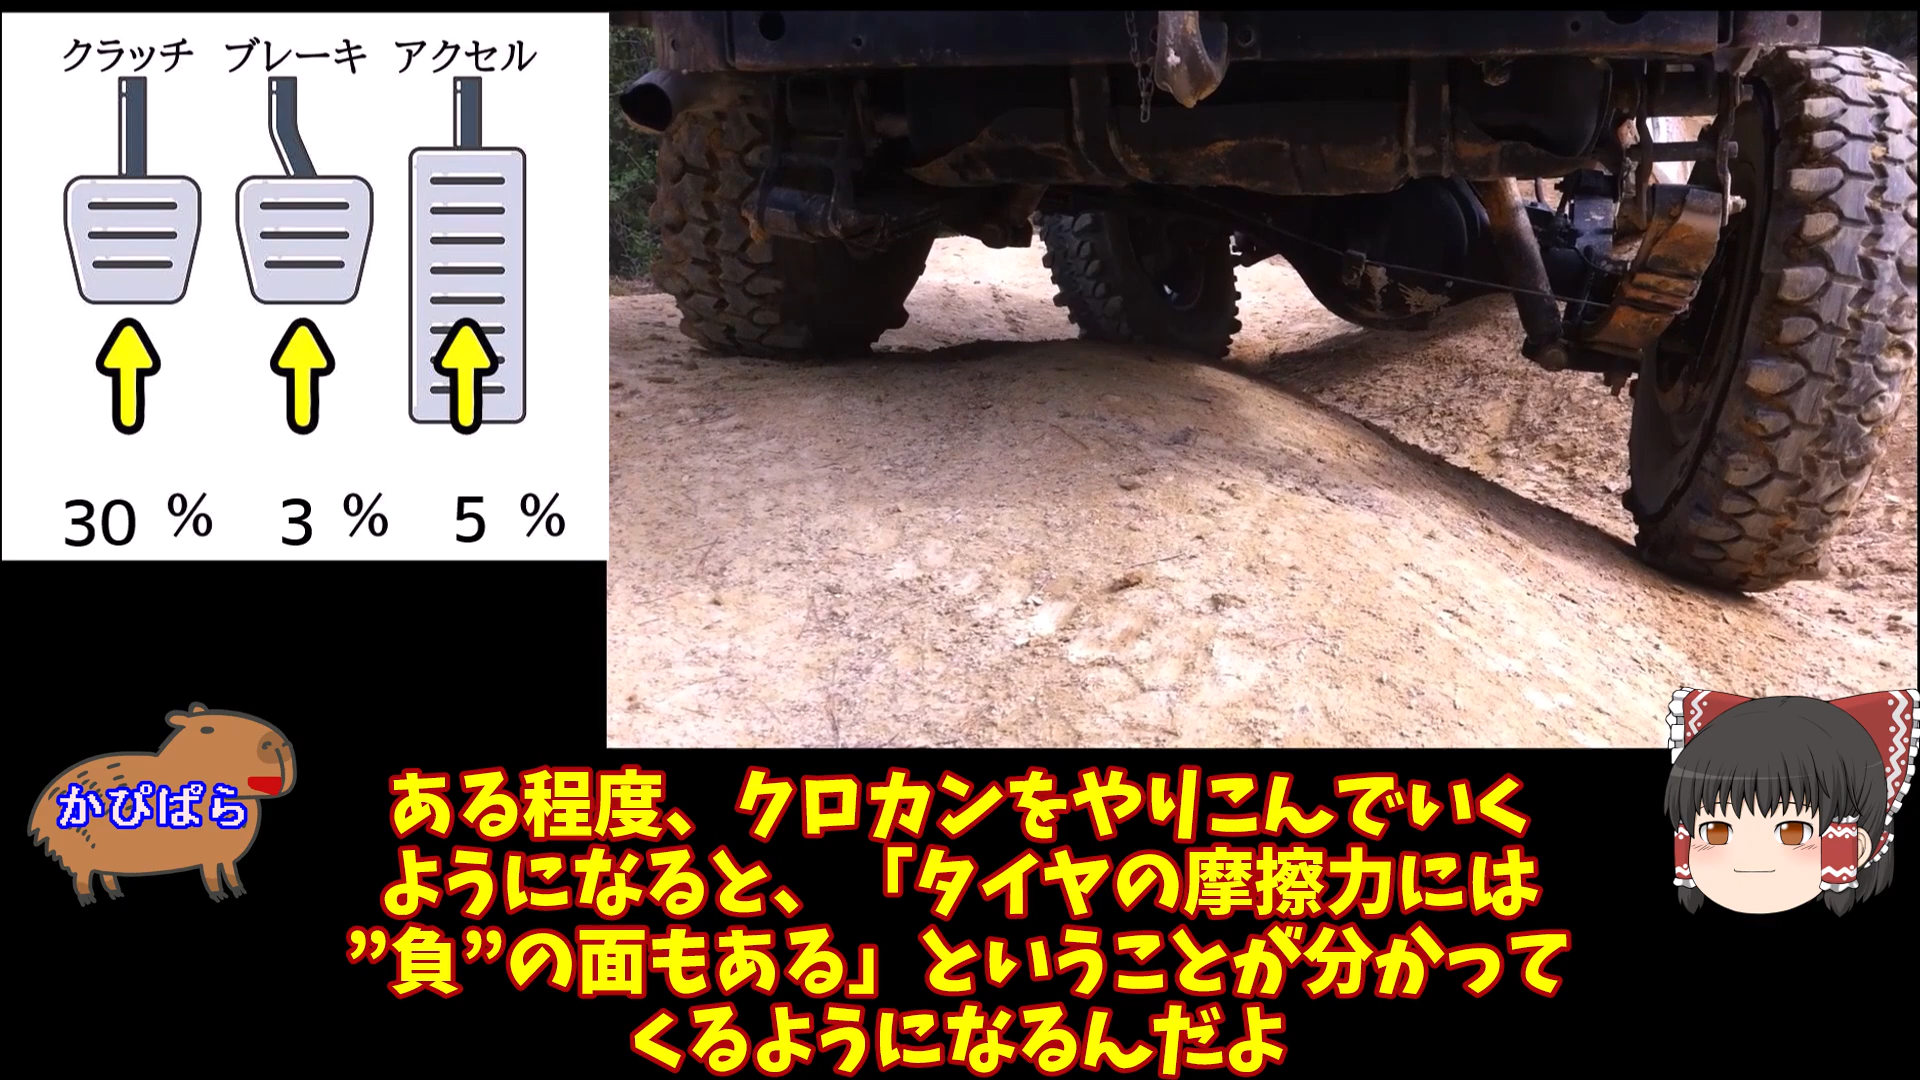 クラッチ ブレーキ アクセル
30 % 3 % 5 %
かぴぱら
ある程度、クロカンをやりこんでいく
ようになると、「タイヤの摩擦力には
”負”の面もある」ということが分かって
くるようになるんだよ